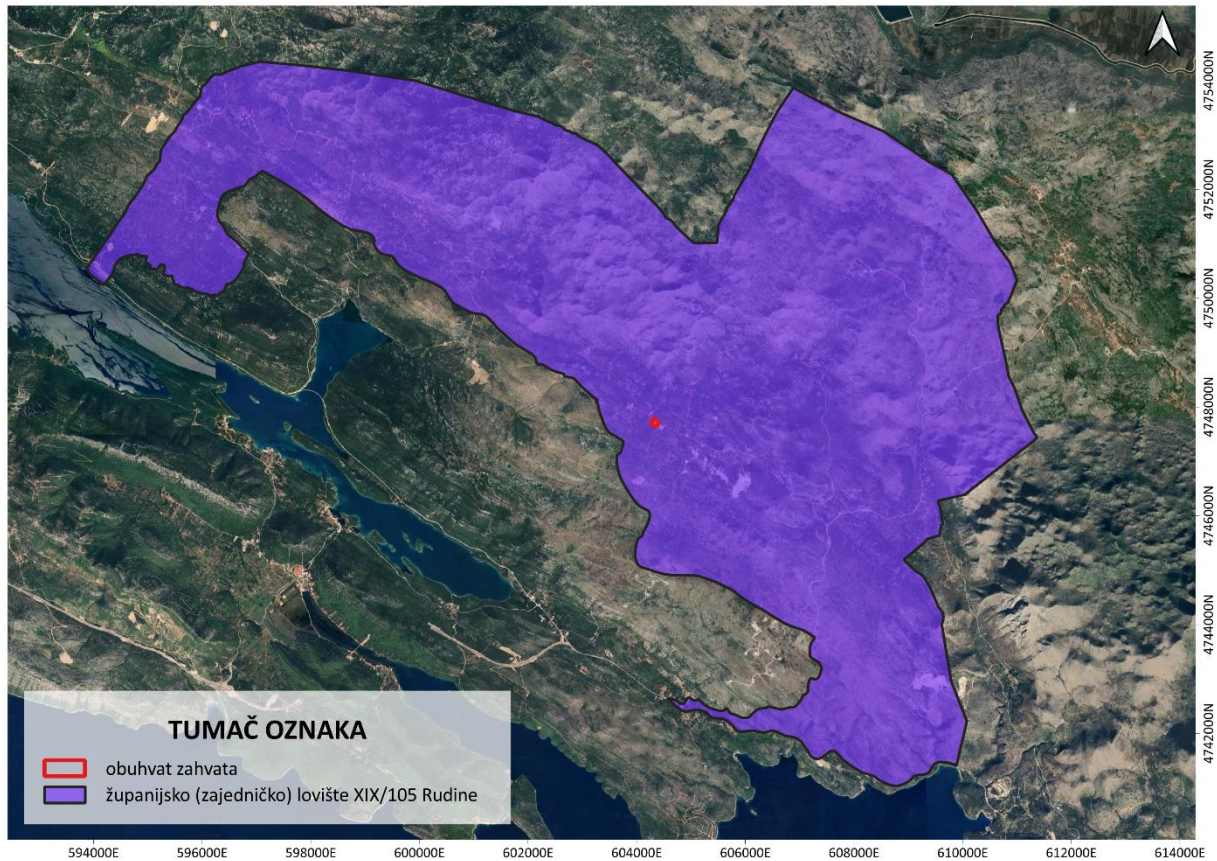 4754000N
4752000N
4750000N
4748000N
4746000N
4744000N
4742000N
TUMAČ OZNAKA
obuhvat zahvata
županijsko (zajedničko) lovište XIX/105 Rudine
594000E 596000E 598000E 600000E 602000E 604000E 606000E 608000E 610000E 612000E 614000E